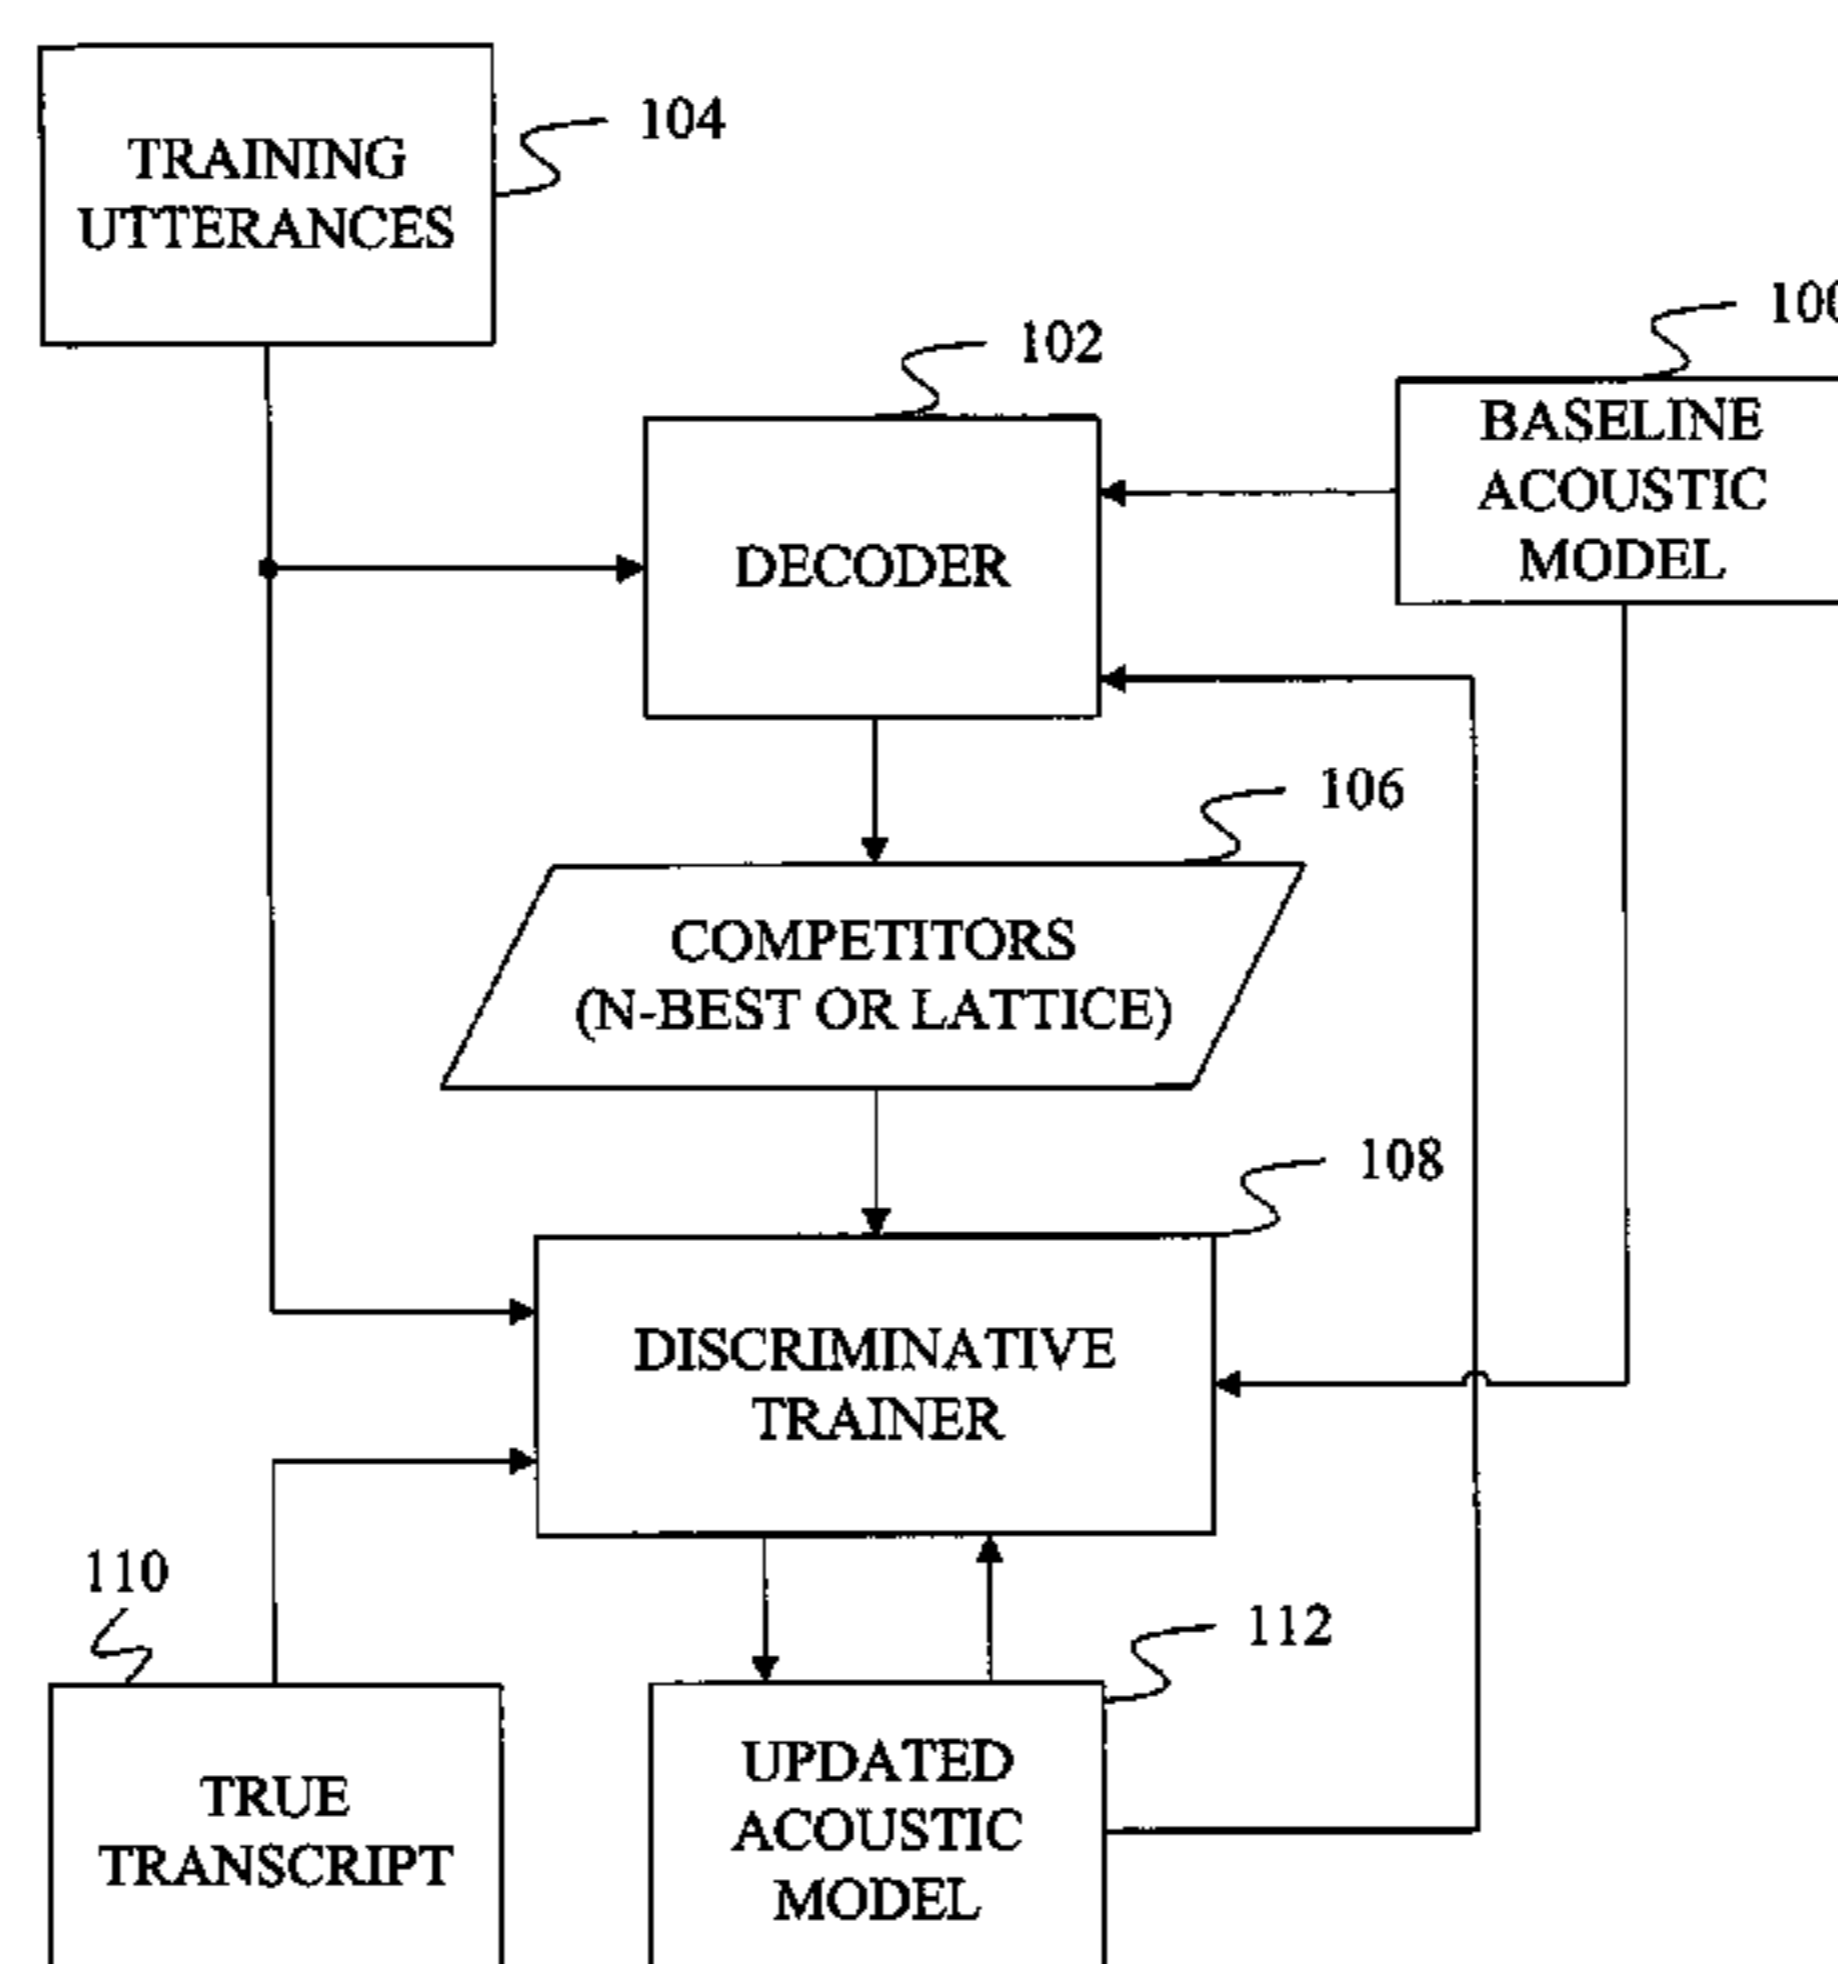 104
TRAINING
UTTERANCES
100
102
BASELINE
ACOUSTIC
MODEL
DECODER
106
COMPETITORS
(N-BEST OR LATTICE)
108
DISCRIMINATIVE
TRAINER
110
112
TRUE
TRANSCRIPT
UPDATED
ACOUSTIC
MODEL